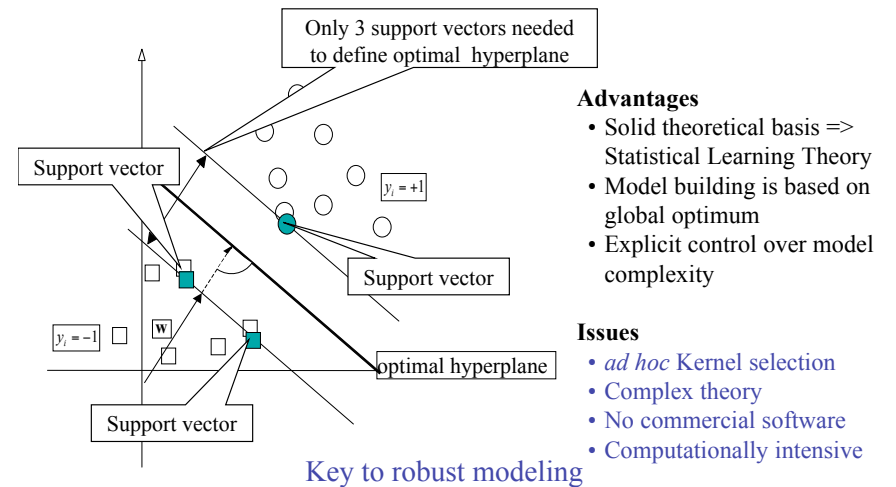 Only 3 support vectors needed
to define optimal hyperplane
Support vector
y_i = +1
Support vector
y_i = -1
w
optimal hyperplane
Support vector
Key to robust modeling
Advantages
• Solid theoretical basis =>
Statistical Learning Theory
• Model building is based on
global optimum
• Explicit control over model
complexity
Issues
• ad hoc Kernel selection
• Complex theory
• No commercial software
• Computationally intensive